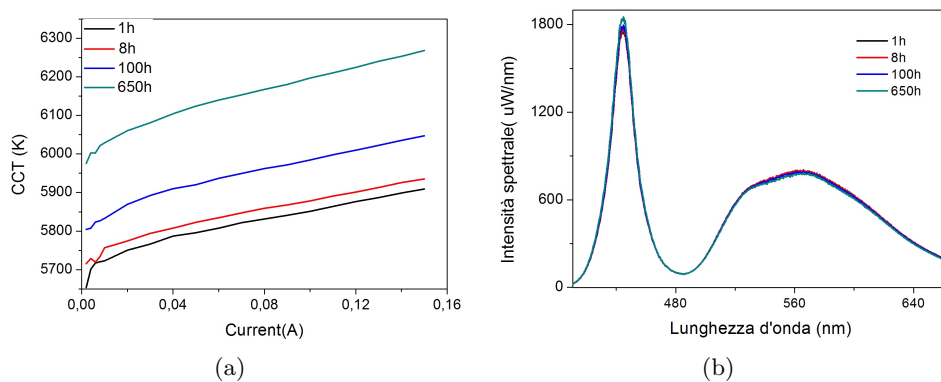 1h
8h
100h
650h
6300
6200
6100
6000
5900
5800
5700
CCT (K)
0,00
0,04
0,08
0,12
0,16
Current(A)
(a)
1h
8h
100h
650h
1800
1200
600
0
Intensità spettrale( uW/nm)
480
560
640
Lunghezza d'onda (nm)
(b)